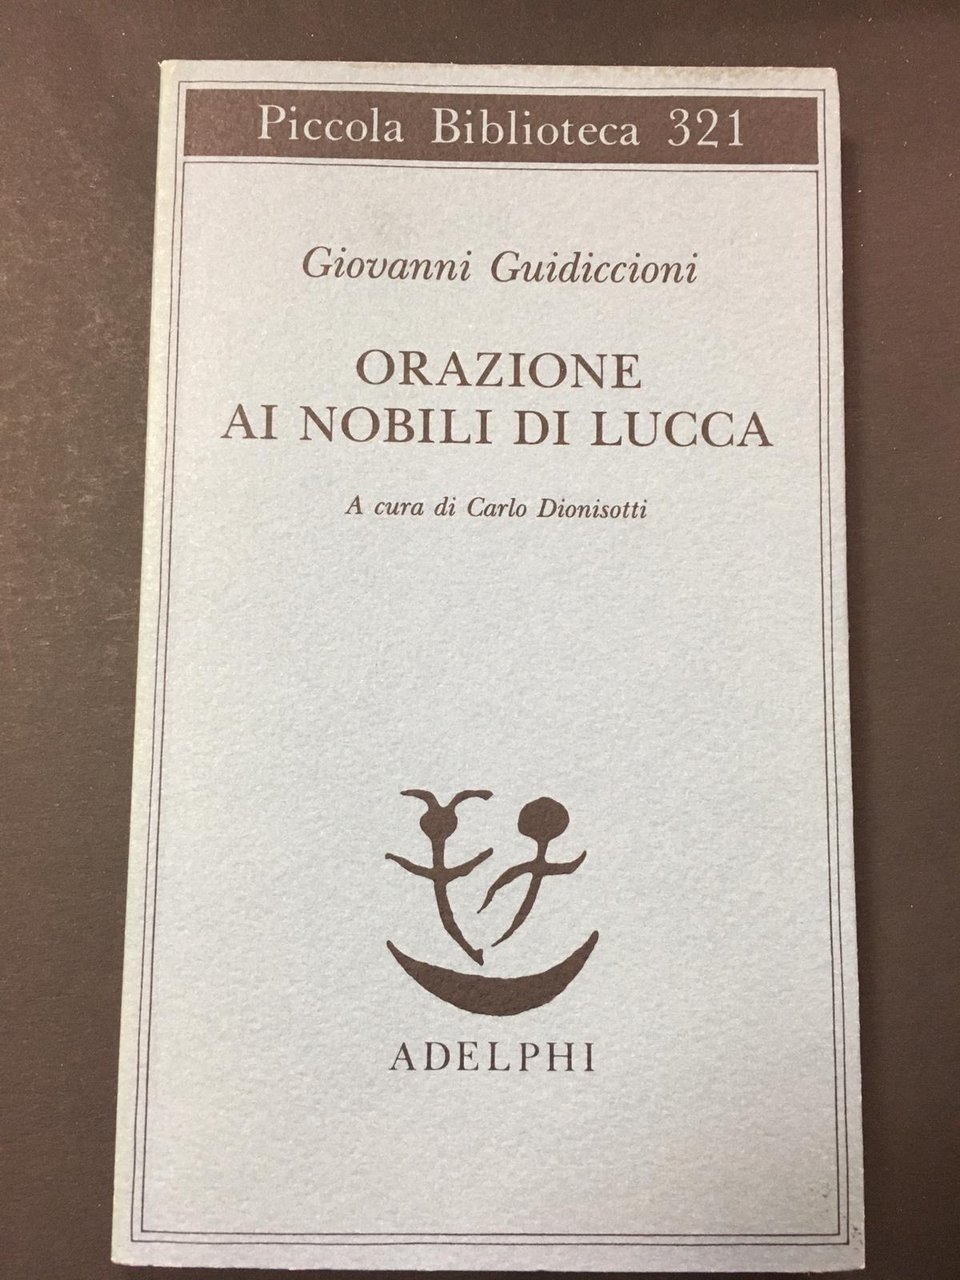 Piccola Biblioteca 321
Giovanni Guidiccioni
ORAZIONE
AI NOBILI DI LUCCA
A cura di Carlo Dionisotti
ADELPHI